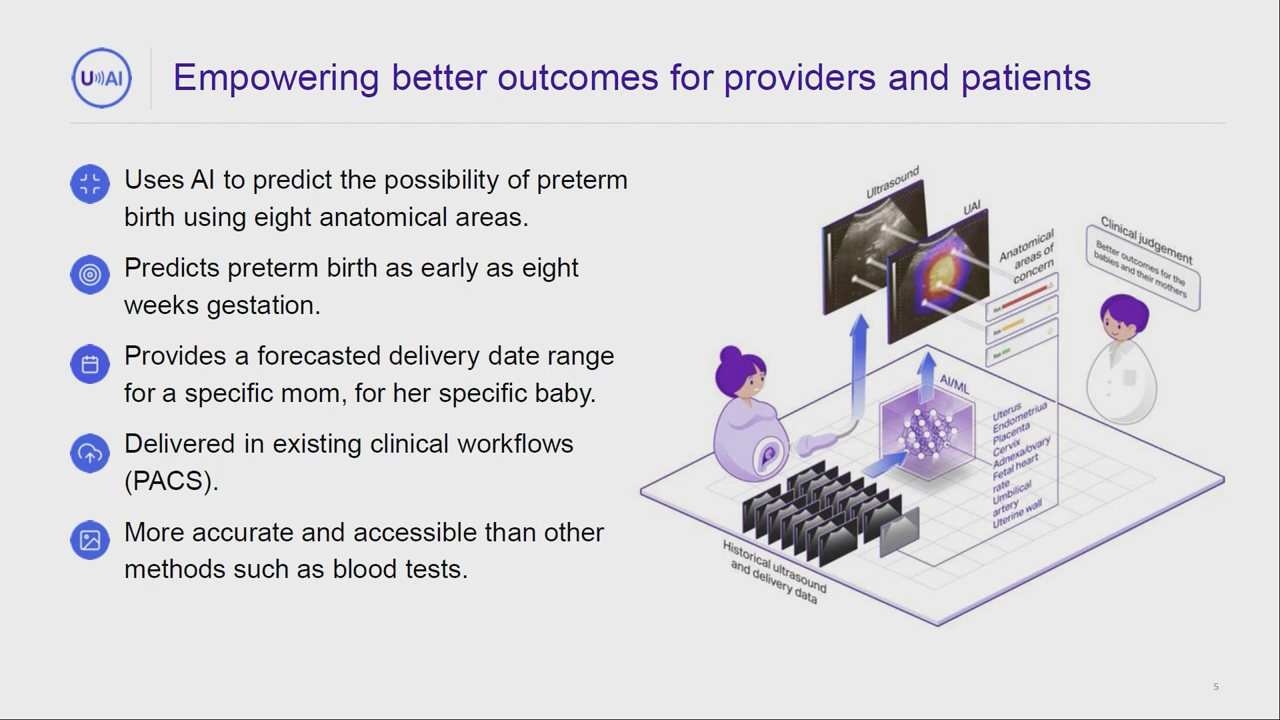 U))AI
Empowering better outcomes for providers and patients
Uses AI to predict the possibility of preterm
birth using eight anatomical areas.
Predicts preterm birth as early as eight
weeks gestation.
Provides a forecasted delivery date range
for a specific mom, for her specific baby.
Delivered in existing clinical workflows
(PACS).
More accurate and accessible than other
methods such as blood tests.
Ultrasound
UAI
Anatomical
areas of
concern
Risk
Risk
Risk
Clinical judgement
Better outcomes for the
babies and their mothers
AI/ML
Uterus
Endometriua
Placenta
Cervix
Adnexa/ovary
Fetal heart
rate
Umbilical
artery
Uterine wall
Historical ultrasound
and delivery data
5